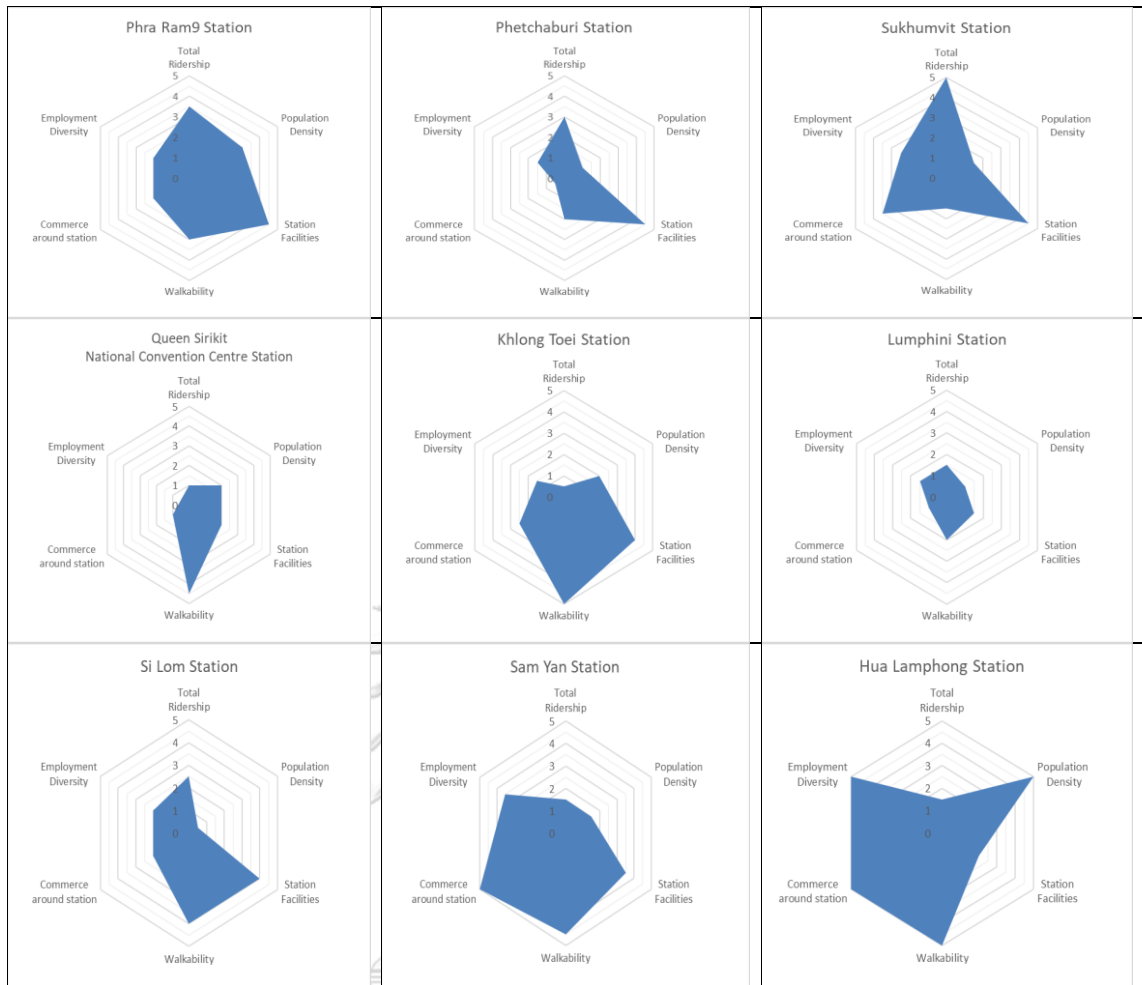 Phra Ram9 Station
Total
Ridership
5
4
3
2
1
0
Employment
Diversity
Population
Density
Commerce
around station
Station
Facilities
Walkability
Phetchaburi Station
Total
Ridership
5
4
3
2
1
0
Employment
Diversity
Population
Density
Commerce
around station
Station
Facilities
Walkability
Sukhumvit Station
Total
Ridership
5
4
3
2
1
0
Employment
Diversity
Population
Density
Commerce
around station
Station
Facilities
Walkability
Queen Sirikit
National Convention Centre Station
Total
Ridership
5
4
3
2
1
0
Employment
Diversity
Population
Density
Commerce
around station
Station
Facilities
Walkability
Khlong Toei Station
Total
Ridership
5
4
3
2
1
0
Employment
Diversity
Population
Density
Commerce
around station
Station
Facilities
Walkability
Lumphini Station
Total
Ridership
5
4
3
2
1
0
Employment
Diversity
Population
Density
Commerce
around station
Station
Facilities
Walkability
Si Lom Station
Total
Ridership
5
4
3
2
1
0
Employment
Diversity
Population
Density
Commerce
around station
Station
Facilities
Walkability
Sam Yan Station
Total
Ridership
5
4
3
2
1
0
Employment
Diversity
Population
Density
Commerce
around station
Station
Facilities
Walkability
Hua Lamphong Station
Total
Ridership
5
4
3
2
1
0
Employment
Diversity
Population
Density
Commerce
around station
Station
Facilities
Walkability